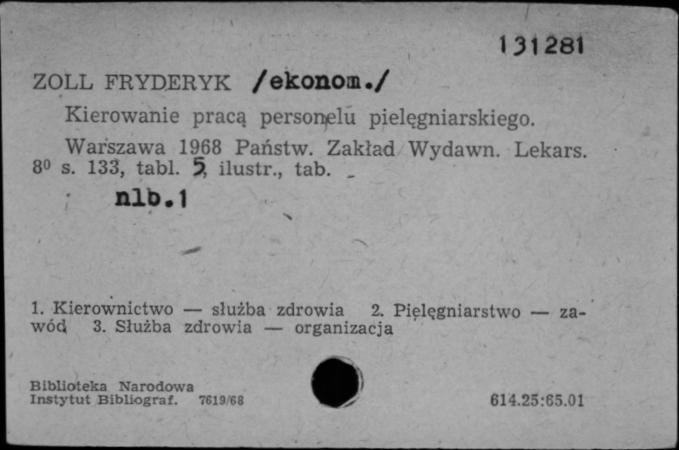 131281
ZOLL FRYDERYK /ekonom./
Kierowanie pracą personelu pielęgniarskiego.
Warszawa 1968 Państw. Zakład Wydawn. Lekars.
8⁰ s. 133, tabl. 5, ilustr., tab.
nlb.1
1. Kierownictwo — służba zdrowia 2. Pielęgniarstwo — za-
wód 3. Służba zdrowia — organizacja
Biblioteka Narodowa
Instytut Bibliograf. 7619/68 614.25:65.01